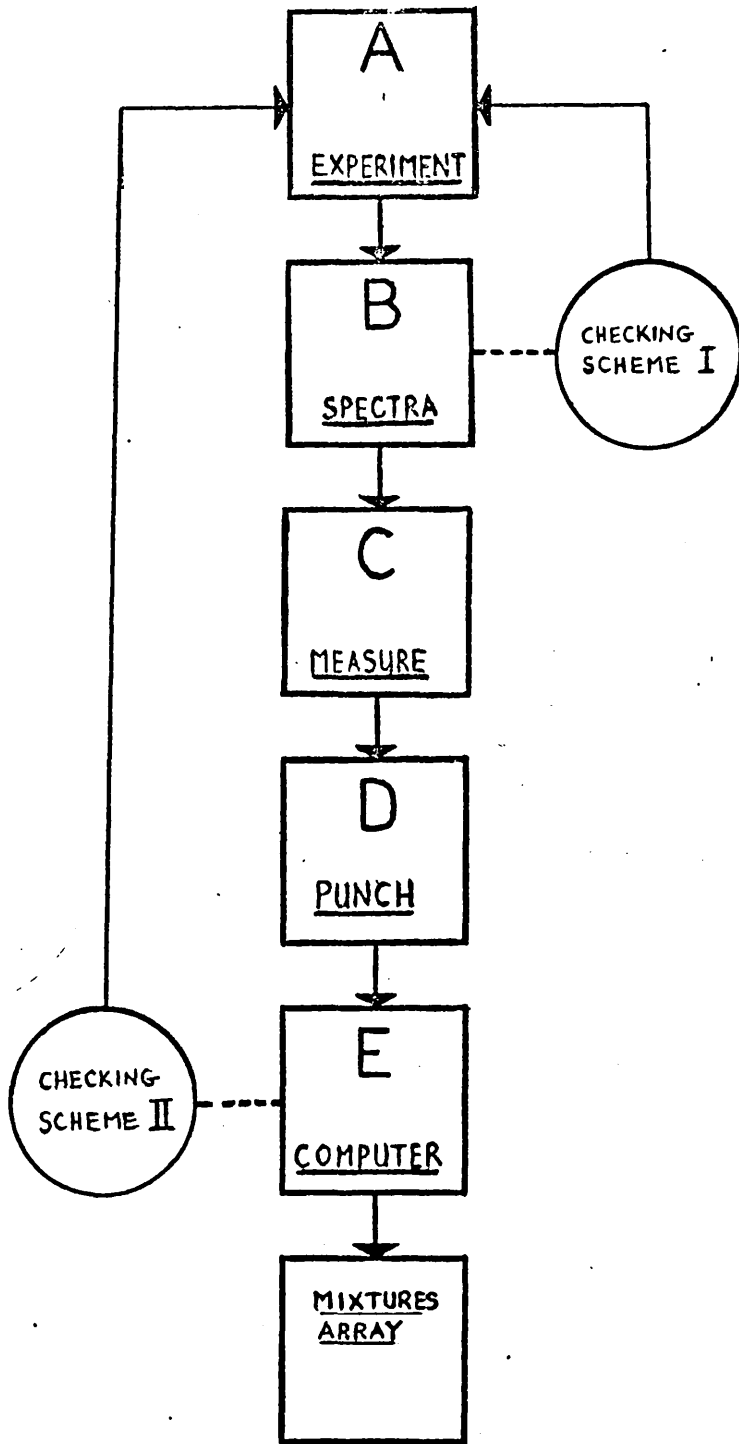 A
EXPERIMENT
B
SPECTRA
CHECKING
SCHEME I
C
MEASURE
D
PUNCH
E
COMPUTER
CHECKING
SCHEME II
MIXTURES
ARRAY